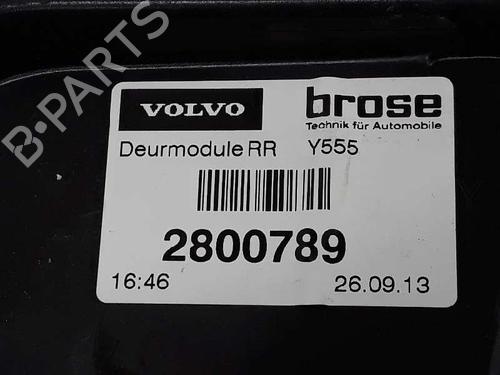 VOLVO
brose
Technik für Automobile
Deurmodule RR Y555
2800789
16:46 26.09.13
B-PARTS